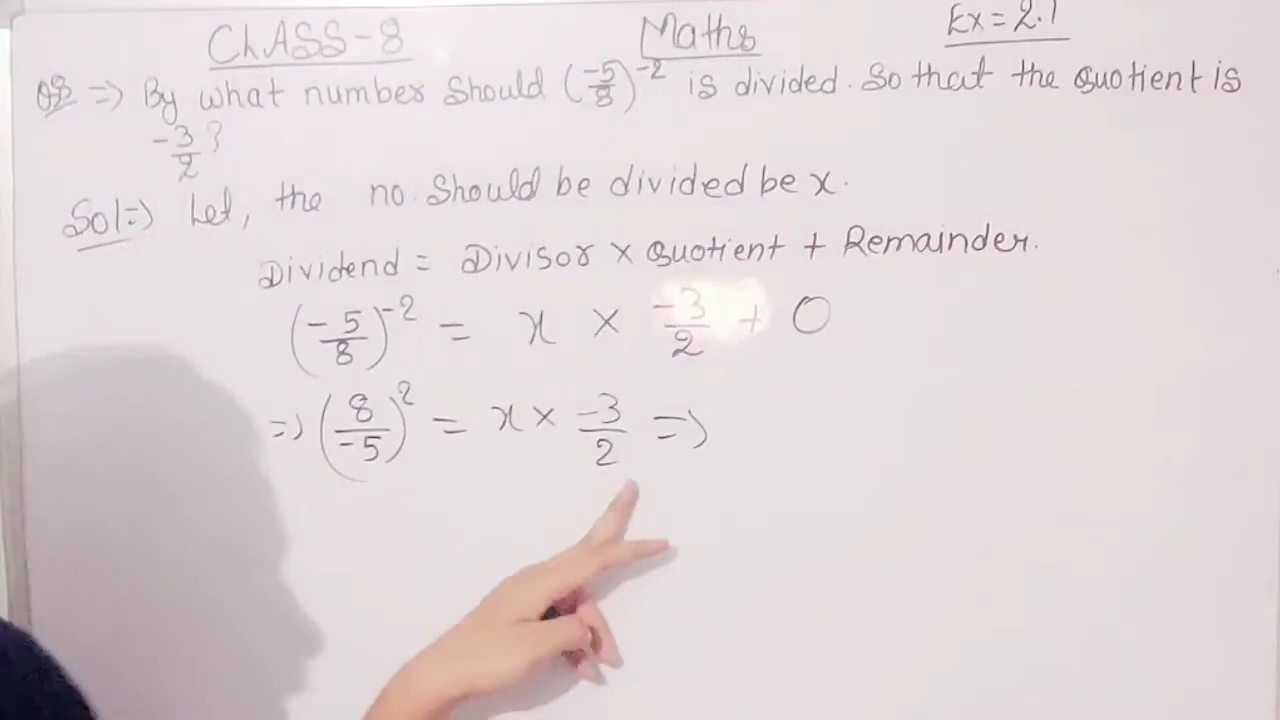 ClASS-8 Maths Ex = 2.1
Q8 => By what number should (-5/8)^-2 is divided. So that the quotient is
-3/2?
Sol=> Let, the no. should be divided be x.
Dividend = Divisor × quotient + Remainder.
(-5/8)^-2 = x × -3/2 + 0
=> (8/-5)^2 = x × -3/2 =>